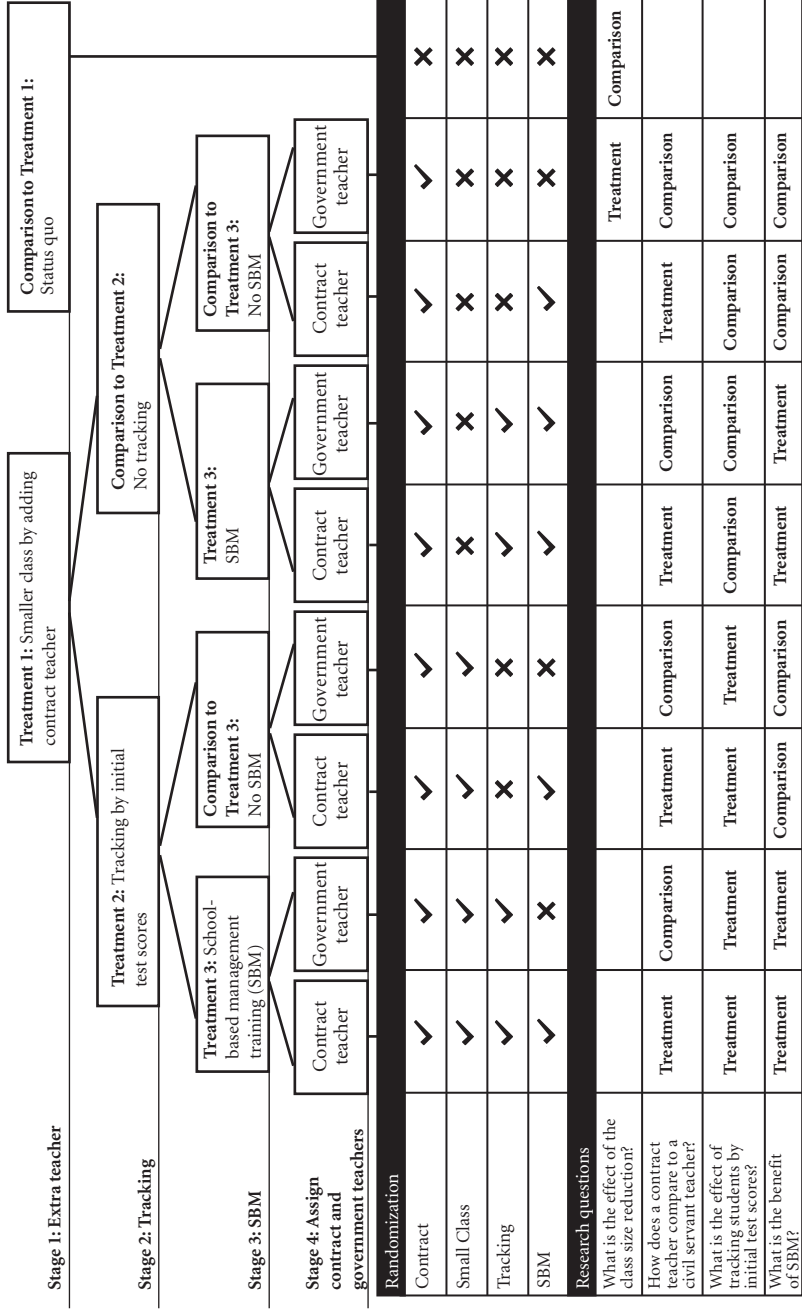 Stage 1: Extra teacher
Treatment 1: Smaller class by adding
contract teacher
Comparison to Treatment 1:
Status quo
Stage 2: Tracking
Treatment 2: Tracking by initial
test scores
Comparison to Treatment 2:
No tracking
Stage 3: SBM
Treatment 3: School-
based management
training (SBM)
Comparison to
Treatment 3:
No SBM
Treatment 3:
SBM
Comparison to
Treatment 3:
No SBM
Stage 4: Assign
contract and
government teachers
Contract
teacher
Government
teacher
Contract
teacher
Government
teacher
Contract
teacher
Government
teacher
Contract
teacher
Government
teacher
Randomization
Contract ✓ ✓ ✓ ✓ ✓ ✓ ✓ ✓ ✗
Small Class ✓ ✓ ✓ ✓ ✗ ✗ ✗ ✗ ✗
Tracking ✓ ✓ ✗ ✗ ✓ ✓ ✗ ✗ ✗
SBM ✓ ✗ ✓ ✗ ✓ ✓ ✓ ✗ ✗
Research questions
What is the effect of the
class size reduction?
Treatment Comparison
How does a contract
teacher compare to a
civil servant teacher?
Treatment Comparison Treatment Comparison Treatment Comparison Treatment Comparison
What is the effect of
tracking students by
initial test scores?
Treatment Treatment Treatment Treatment Comparison Comparison Comparison Comparison
What is the benefit
of SBM?
Treatment Treatment Comparison Comparison Treatment Treatment Comparison Comparison